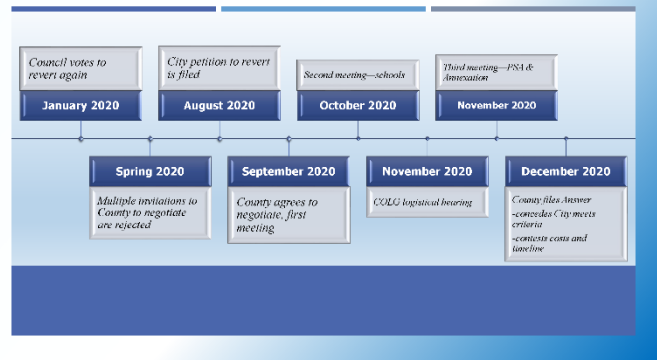 Council votes to
revert again
January 2020
City petition to revert
is filed
August 2020
Second meeting—schools
October 2020
Third meeting—PSA &
Annexation
November 2020
Spring 2020
Multiple invitations to
County to negotiate
are rejected
September 2020
County agrees to
negotiate, first
meeting
November 2020
COLG logistical hearing
December 2020
County files Answer
-concedes City meets
criteria
-contests costs and
timeline